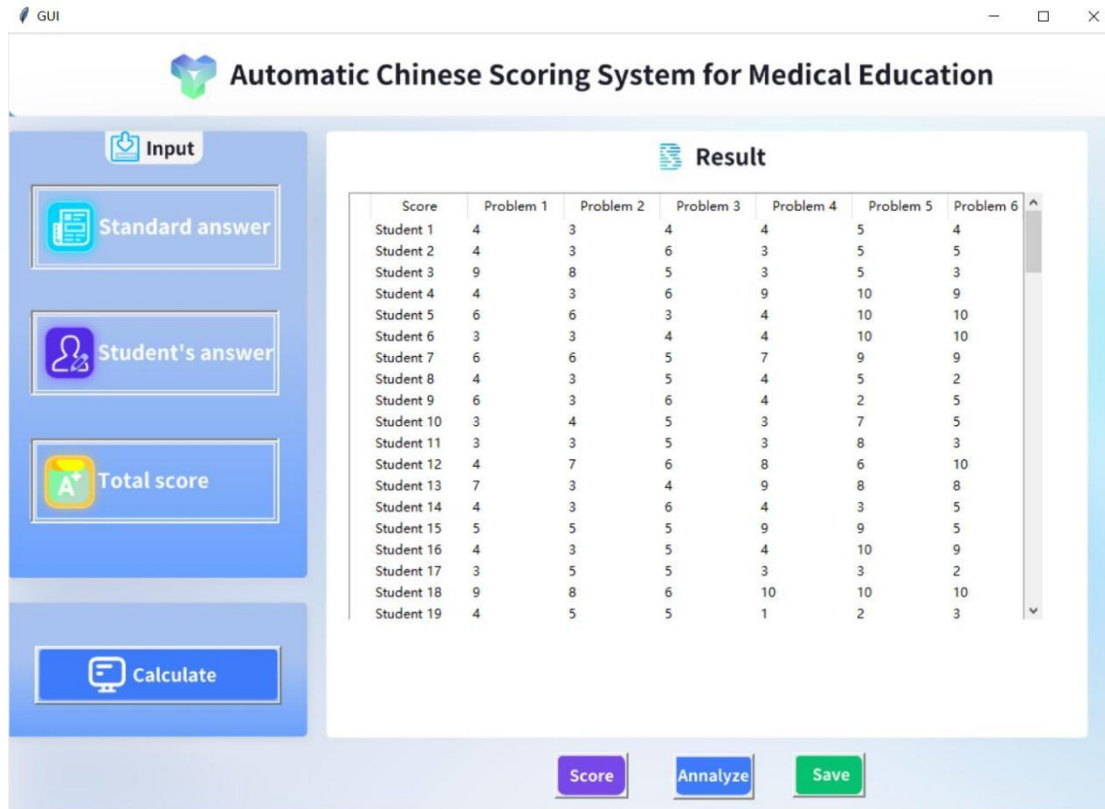 GUI
Automatic Chinese Scoring System for Medical Education
Input
Standard answer
Student's answer
Total score
Calculate
Result
Score Problem 1 Problem 2 Problem 3 Problem 4 Problem 5 Problem 6
Student 1 4 3 4 4 5 4
Student 2 4 3 6 3 5 5
Student 3 9 8 5 3 5 3
Student 4 4 3 6 9 10 9
Student 5 6 6 3 4 10 10
Student 6 3 3 4 4 10 10
Student 7 6 6 5 7 9 9
Student 8 4 3 5 4 5 2
Student 9 6 3 6 4 2 5
Student 10 3 4 5 3 7 5
Student 11 3 3 5 3 8 3
Student 12 4 7 6 8 6 10
Student 13 7 3 4 9 8 8
Student 14 4 3 6 4 3 5
Student 15 5 5 5 9 9 5
Student 16 4 3 5 4 10 9
Student 17 3 5 5 3 3 2
Student 18 9 8 6 10 10 10
Student 19 4 5 5 1 2 3
Score Annalyze Save